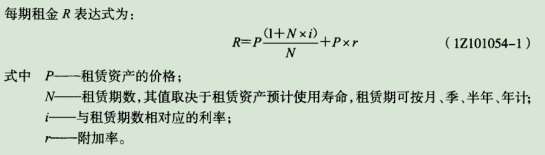 每期租金 R 表达式为：
R=P(1+N×i)/N+P×r （1Z101054-1）
式中 P——租赁资产的价格；
N——租赁期数，其值取决于租赁资产预计使用寿命，租赁期可按月、季、半年、年计；
i——与租赁期数相对应的利率；
r——附加率。